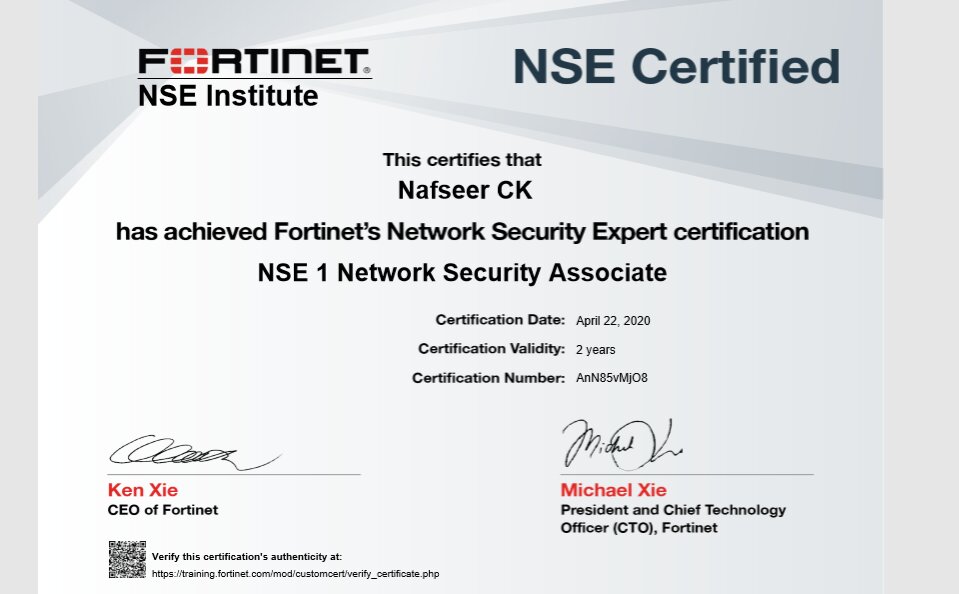 FORTINET®
NSE Institute
NSE Certified
This certifies that
Nafseer CK
has achieved Fortinet's Network Security Expert certification
NSE 1 Network Security Associate
Certification Date: April 22, 2020
Certification Validity: 2 years
Certification Number: AnN85vMjO8
Ken Xie
CEO of Fortinet
Michael Xie
President and Chief Technology
Officer (CTO), Fortinet
Verify this certification's authenticity at:
https://training.fortinet.com/mod/customcert/verify_certificate.php